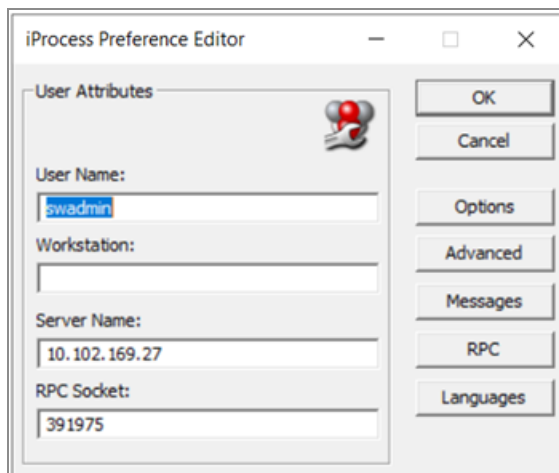 iProcess Preference Editor
User Attributes
OK
Cancel
User Name:
swadmin
Options
Workstation:
Advanced
Messages
Server Name:
10.102.169.27
RPC
RPC Socket:
391975
Languages